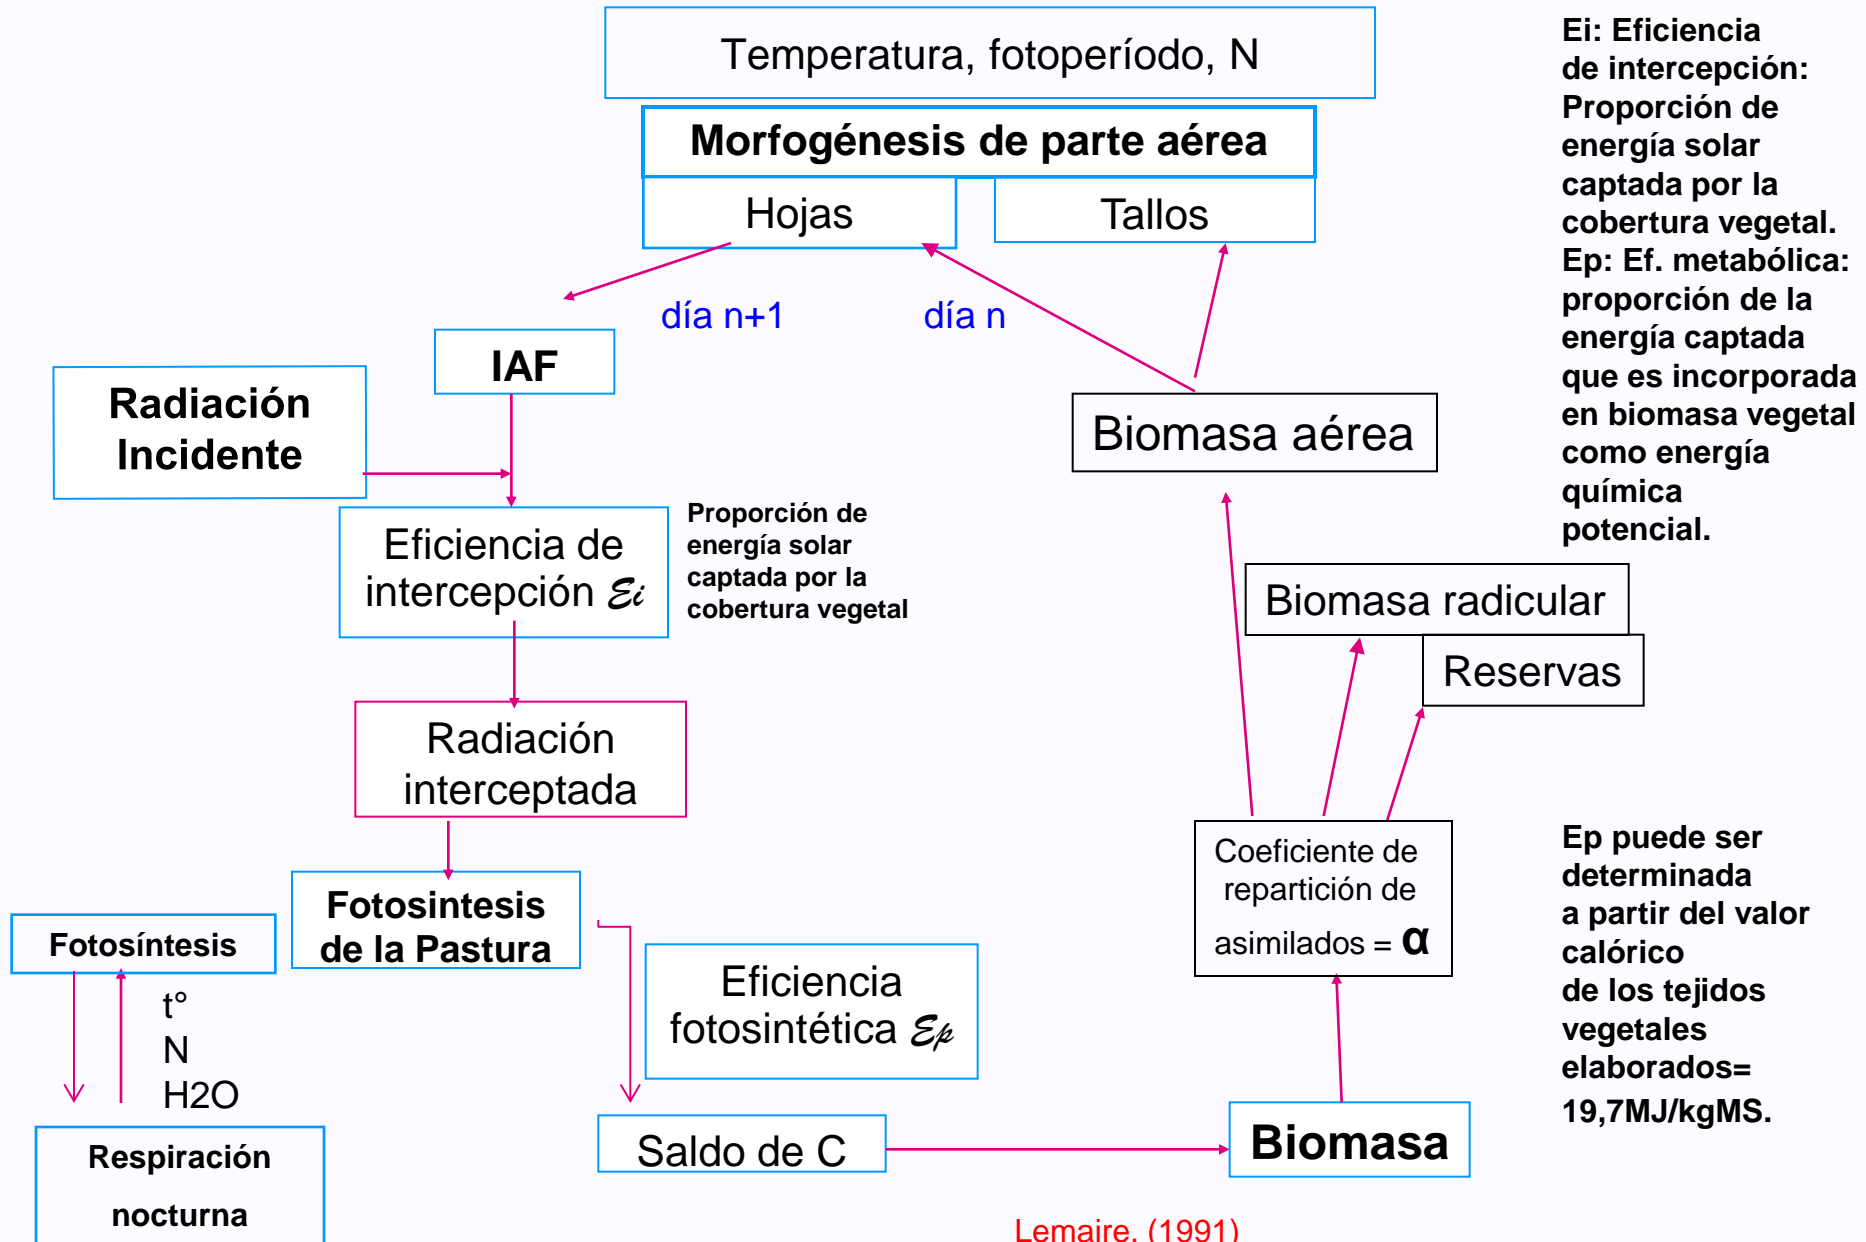 Temperatura, fotoperíodo, N
Morfogénesis de parte aérea
Hojas
Tallos
día n+1
día n
IAF
Radiación
Incidente
Biomasa aérea
Eficiencia de
intercepción Ei
Proporción de
energía solar
captada por la
cobertura vegetal
Biomasa radicular
Reservas
Radiación
interceptada
Coeficiente de
repartición de
asimilados = α
Fotosintesis
de la Pastura
Fotosíntesis
t°
N
H2O
Respiración
nocturna
Eficiencia
fotosintética Ep
Saldo de C
Biomasa
Lemaire, (1991)
Ei: Eficiencia
de intercepción:
Proporción de
energía solar
captada por la
cobertura vegetal.
Ep: Ef. metabólica:
proporción de la
energía captada
que es incorporada
en biomasa vegetal
como energía
química
potencial.
Ep puede ser
determinada
a partir del valor
calórico
de los tejidos
vegetales
elaborados=
19,7MJ/kgMS.